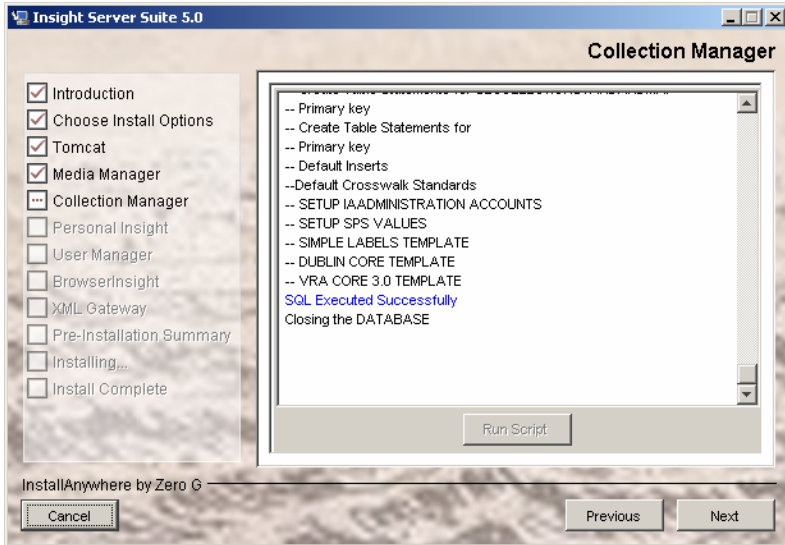 Insight Server Suite 5.0
Collection Manager
Introduction
Choose Install Options
Tomcat
Media Manager
Collection Manager
Personal Insight
User Manager
BrowserInsight
XML Gateway
Pre-Installation Summary
Installing...
Install Complete
-- Primary key
-- Create Table Statements for
-- Primary key
-- Default Inserts
--Default Crosswalk Standards
-- SETUP IAADMINISTRATION ACCOUNTS
-- SETUP SPS VALUES
-- SIMPLE LABELS TEMPLATE
-- DUBLIN CORE TEMPLATE
-- VRA CORE 3.0 TEMPLATE
SQL Executed Successfully
Closing the DATABASE
Run Script
InstallAnywhere by Zero G
Cancel
Previous
Next